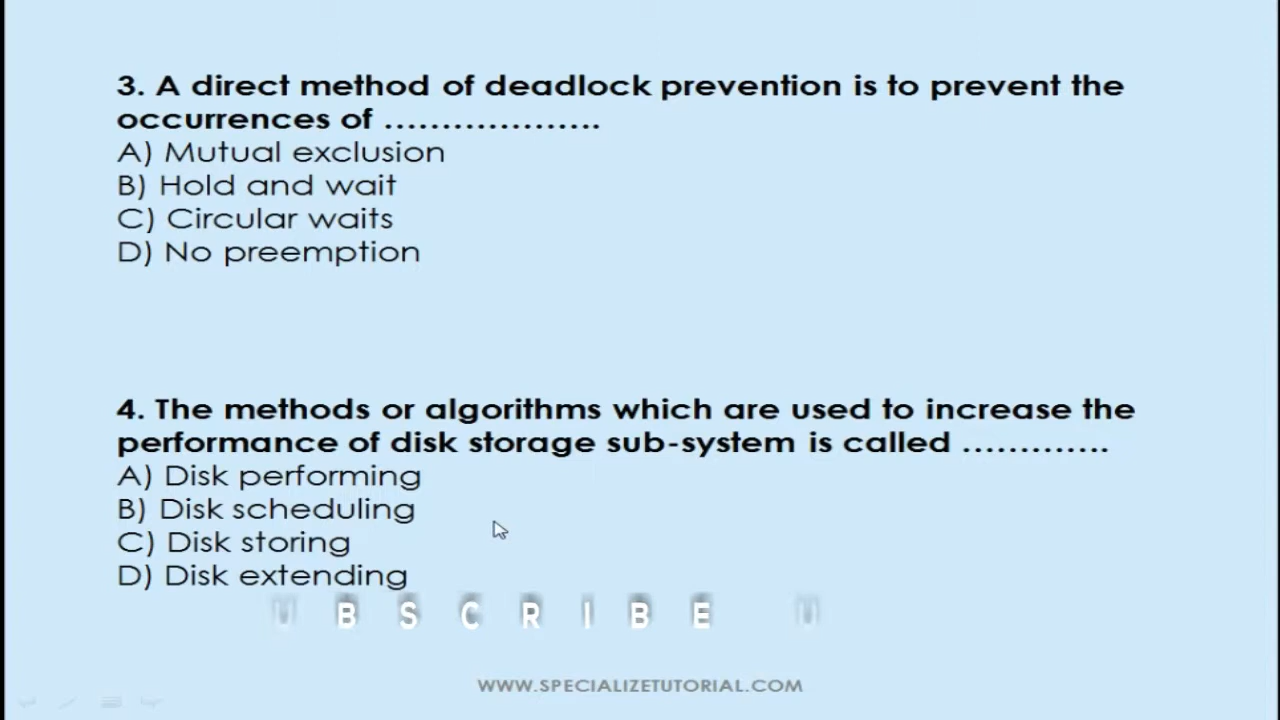 3. A direct method of deadlock prevention is to prevent the
occurrences of ...................
A) Mutual exclusion
B) Hold and wait
C) Circular waits
D) No preemption
4. The methods or algorithms which are used to increase the
performance of disk storage sub-system is called .............
A) Disk performing
B) Disk scheduling
C) Disk storing
D) Disk extending
U B S C R I B E U
WWW.SPECIALIZETUTORIAL.COM